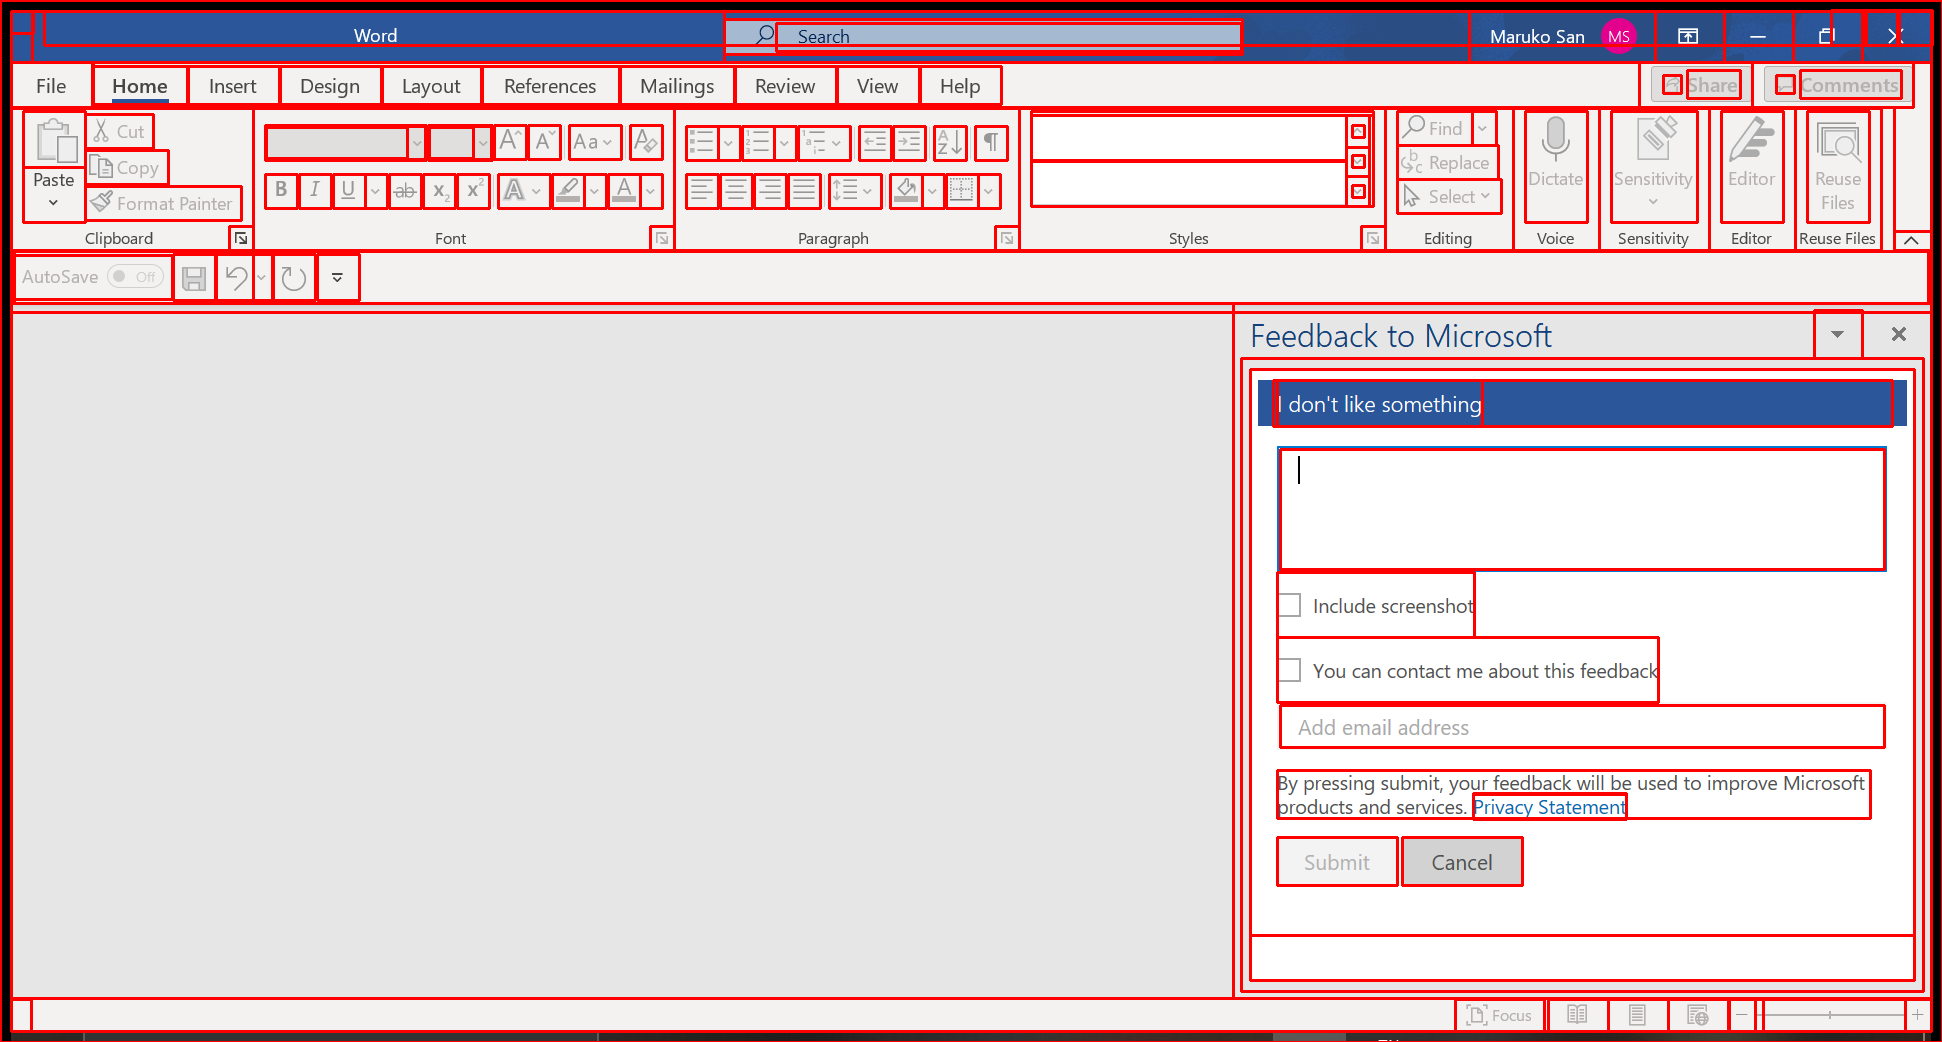 Word
Search
Maruko San MS
File Home Insert Design Layout References Mailings Review View Help Share Comments
Paste
Cut
Copy
Format Painter
Clipboard
Aa
B I U ab x₂ x² A A
Font
Paragraph
Styles
Find
Replace
Select
Editing
Dictate
Voice
Sensitivity
Sensitivity
Editor
Editor
Reuse
Files
Reuse Files
AutoSave Off
Feedback to Microsoft
I don't like something
Include screenshot
You can contact me about this feedback
Add email address
By pressing submit, your feedback will be used to improve Microsoft
products and services. Privacy Statement
Submit Cancel
Focus